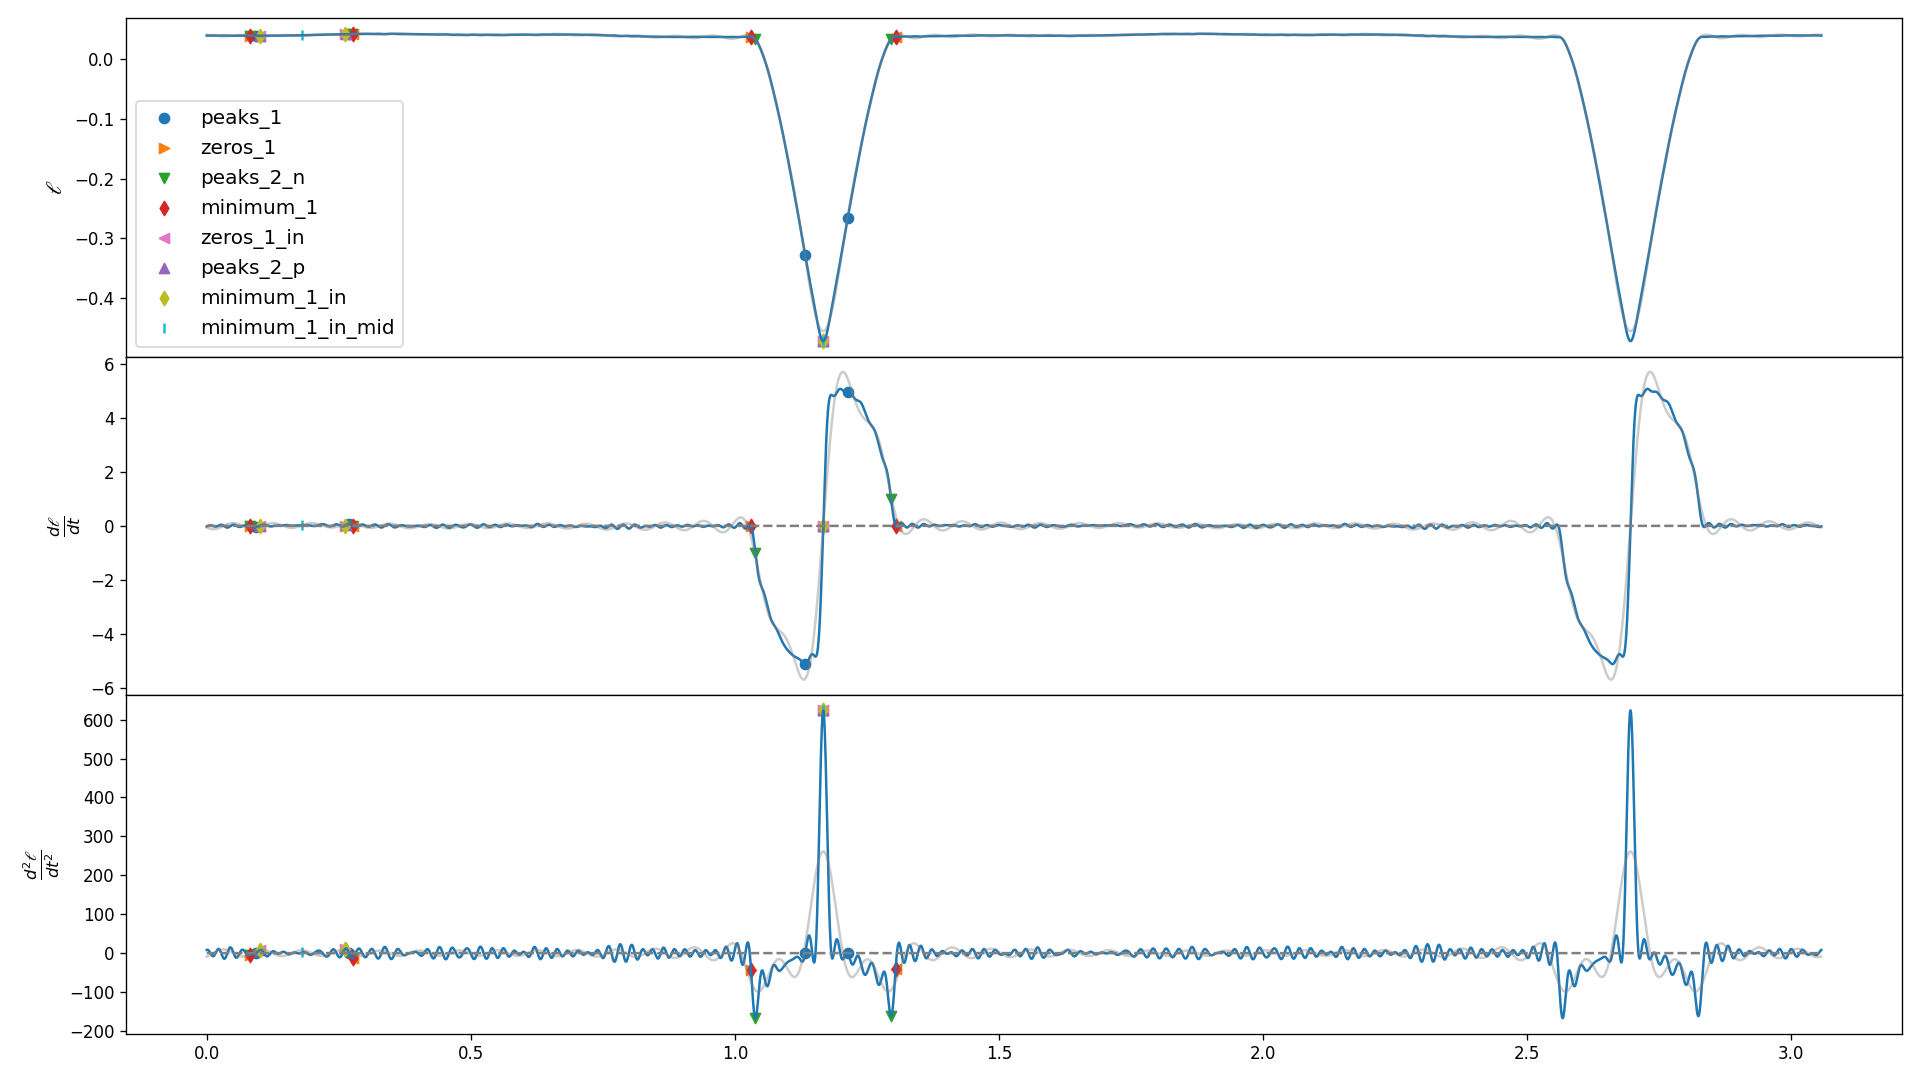 0.0
−0.1
−0.2
−0.3
−0.4
ℓ
peaks_1
zeros_1
peaks_2_n
minimum_1
zeros_1_in
peaks_2_p
minimum_1_in
minimum_1_in_mid
6
4
2
0
−2
−4
−6
dℓ
dt
600
500
400
300
200
100
0
−100
−200
d²ℓ
dt²
0.0 0.5 1.0 1.5 2.0 2.5 3.0